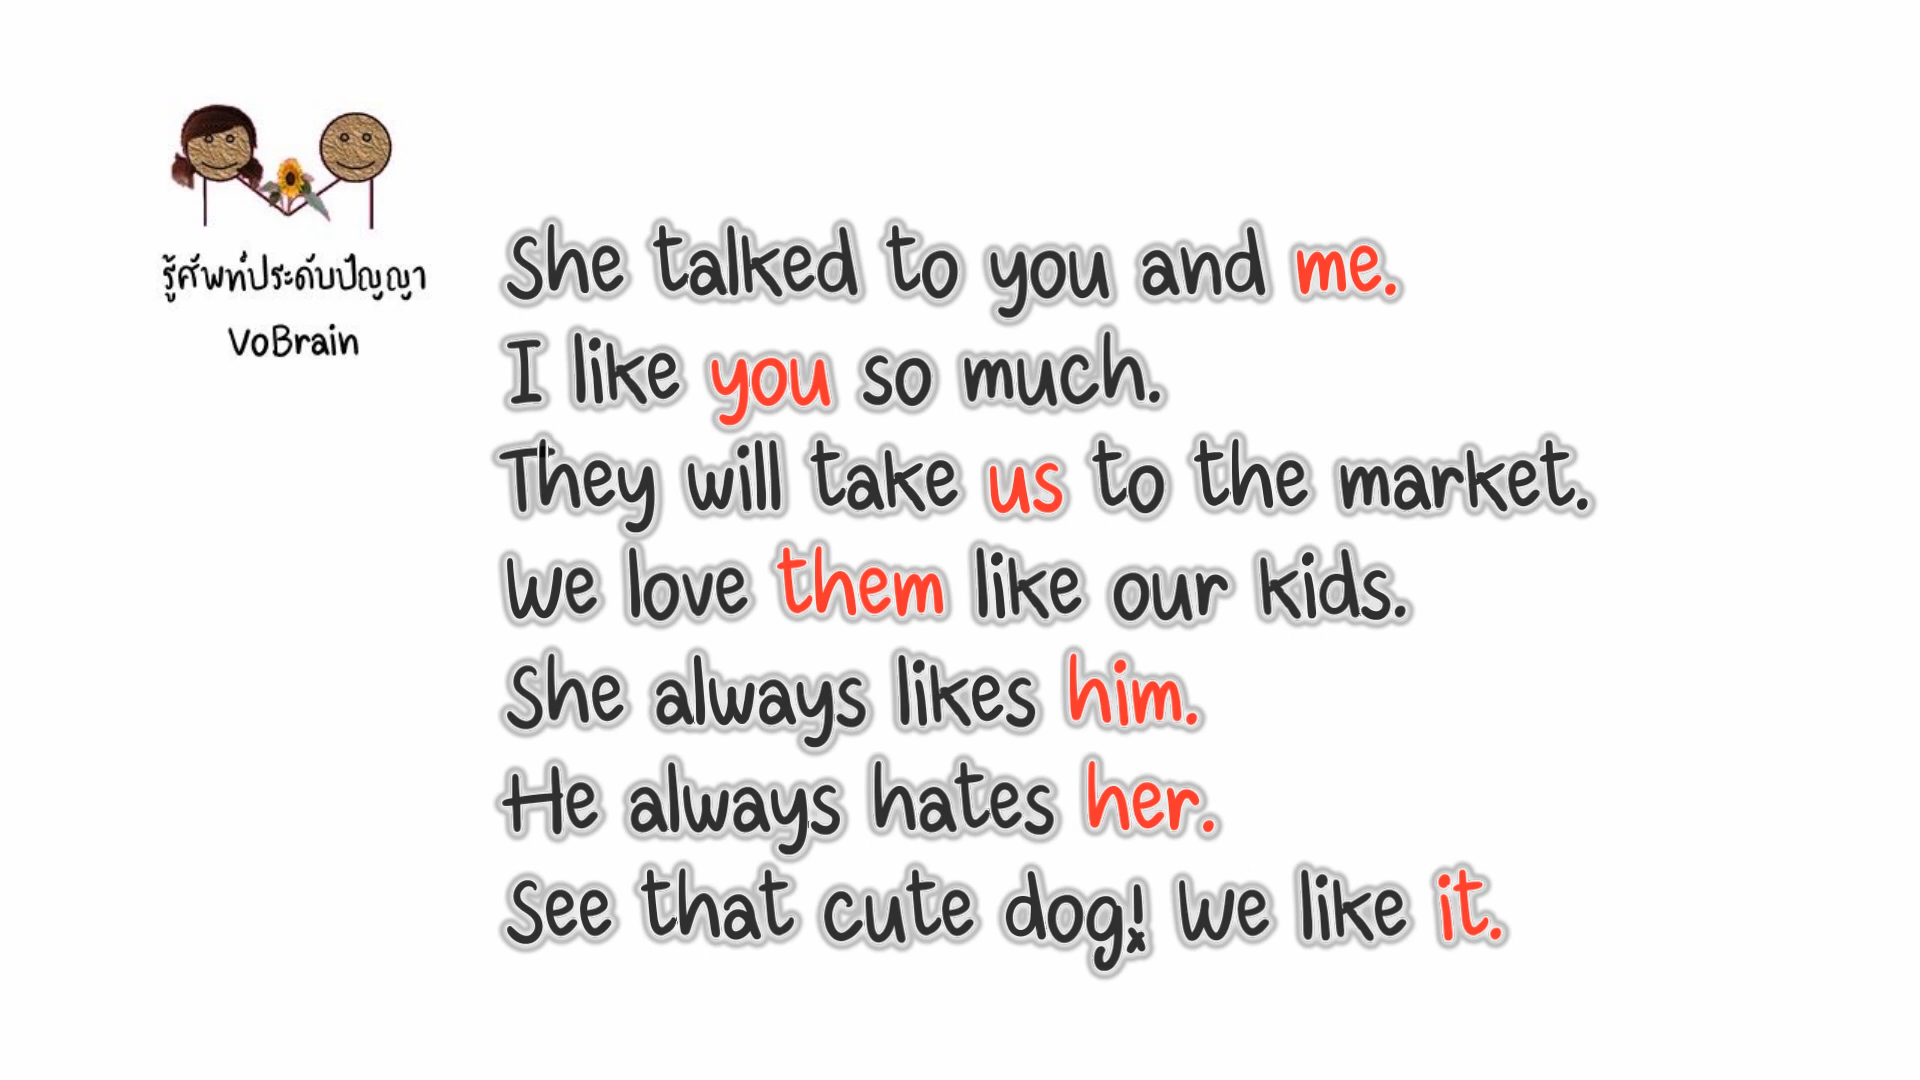 รู้ศัพท์ประดับปัญญา
VoBrain
She talked to you and me.
I like you so much.
They will take us to the market.
We love them like our kids.
She always likes him.
He always hates her.
See that cute dog! We like it.